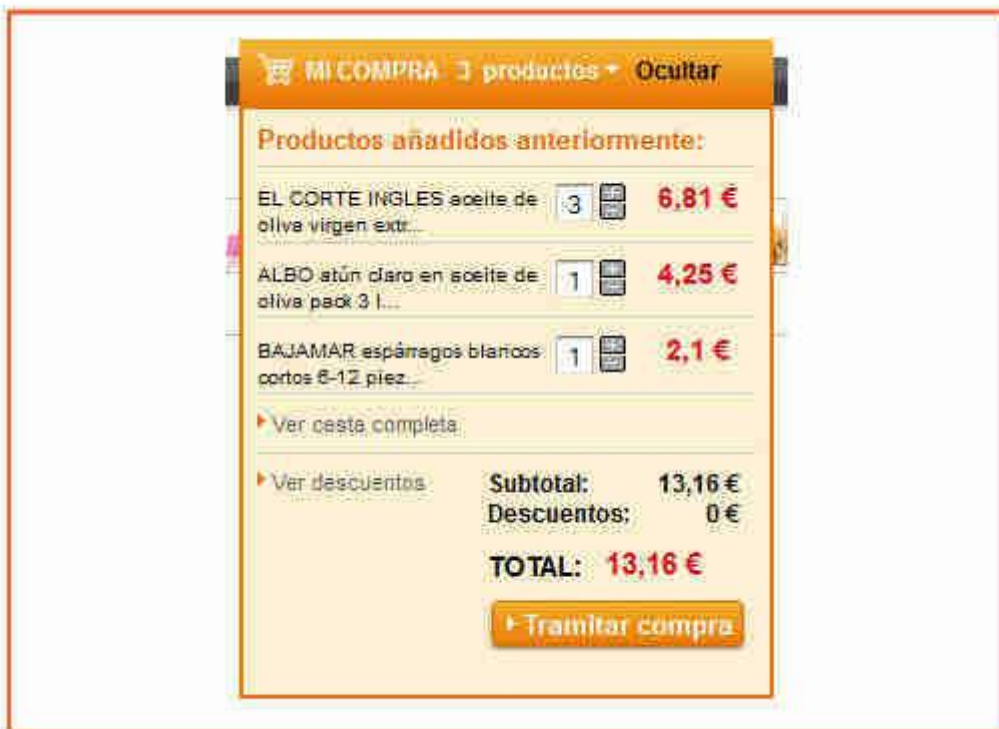 MI COMPRA 3 productos Ocultar
Productos añadidos anteriormente:
EL CORTE INGLES aceite de 3 6,81 €
oliva virgen extr...
ALBO atún claro en aceite de 1 4,25 €
oliva pack 3 l...
BAJAMAR espárragos blancos 1 2,1 €
cortos 6-12 piez...
Ver cesta completa
Ver descuentos Subtotal: 13,16 €
Descuentos: 0 €
TOTAL: 13,16 €
Tramitar compra